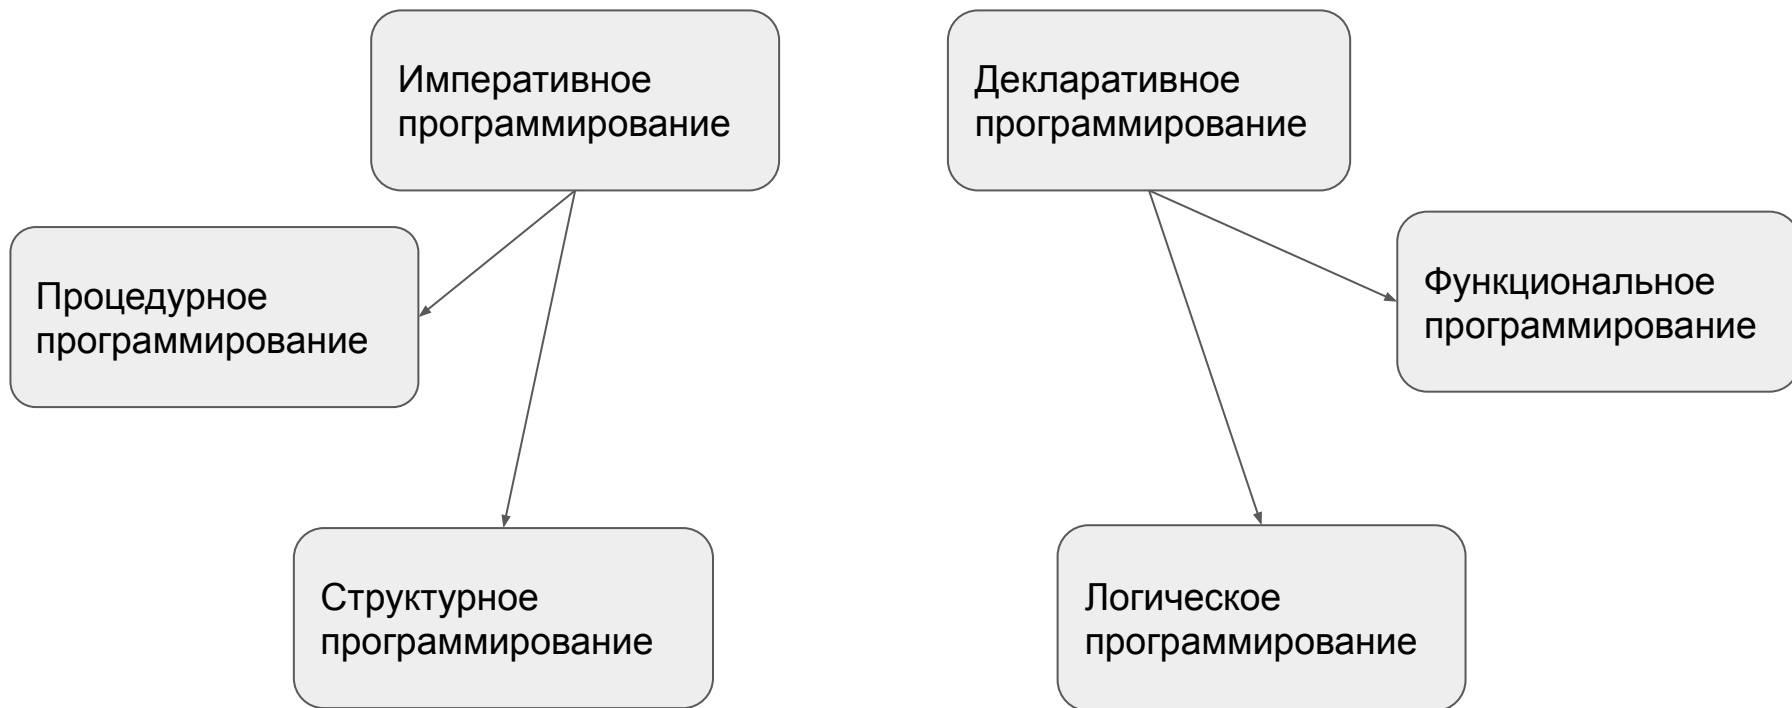 Императивное
программирование
Декларативное
программирование
Процедурное
программирование
Функциональное
программирование
Структурное
программирование
Логическое
программирование